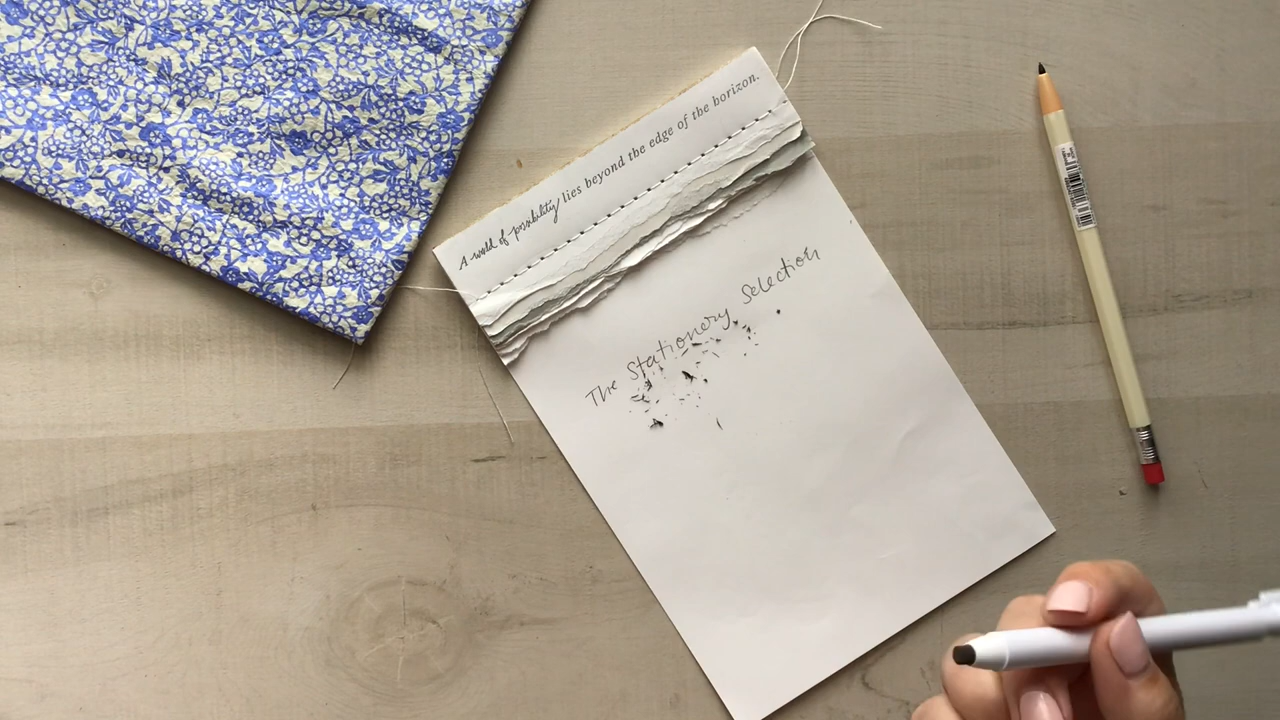 A world of possibility lies beyond the edge of the horizon.
The Stationery Selection